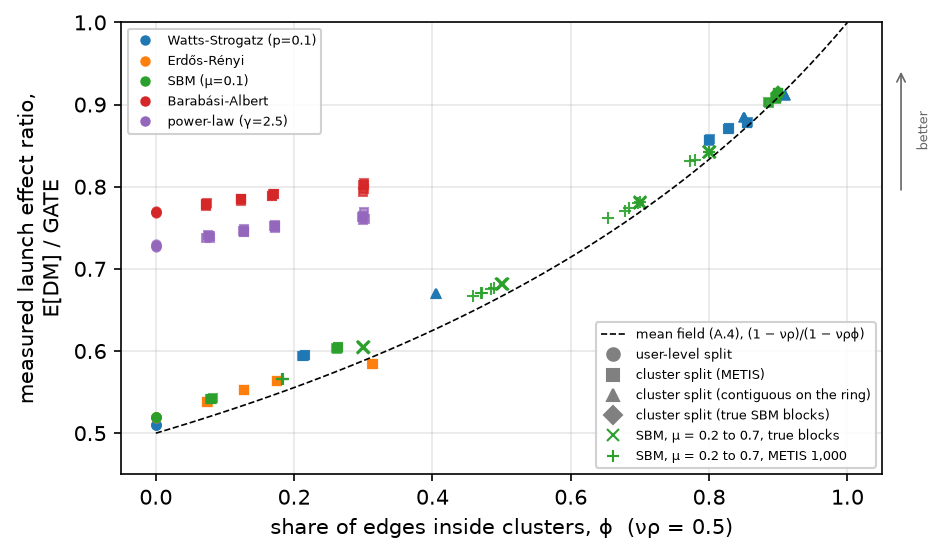 1.0
0.9
0.8
0.7
0.6
0.5
measured launch effect ratio,
E[DM] / GATE
Watts-Strogatz (p=0.1)
Erdős-Rényi
SBM (μ=0.1)
Barabási-Albert
power-law (γ=2.5)
better
mean field (A.4), (1 − νρ)/(1 − νρϕ)
user-level split
cluster split (METIS)
cluster split (contiguous on the ring)
cluster split (true SBM blocks)
SBM, μ = 0.2 to 0.7, true blocks
SBM, μ = 0.2 to 0.7, METIS 1,000
0.0 0.2 0.4 0.6 0.8 1.0
share of edges inside clusters, ϕ (νρ = 0.5)